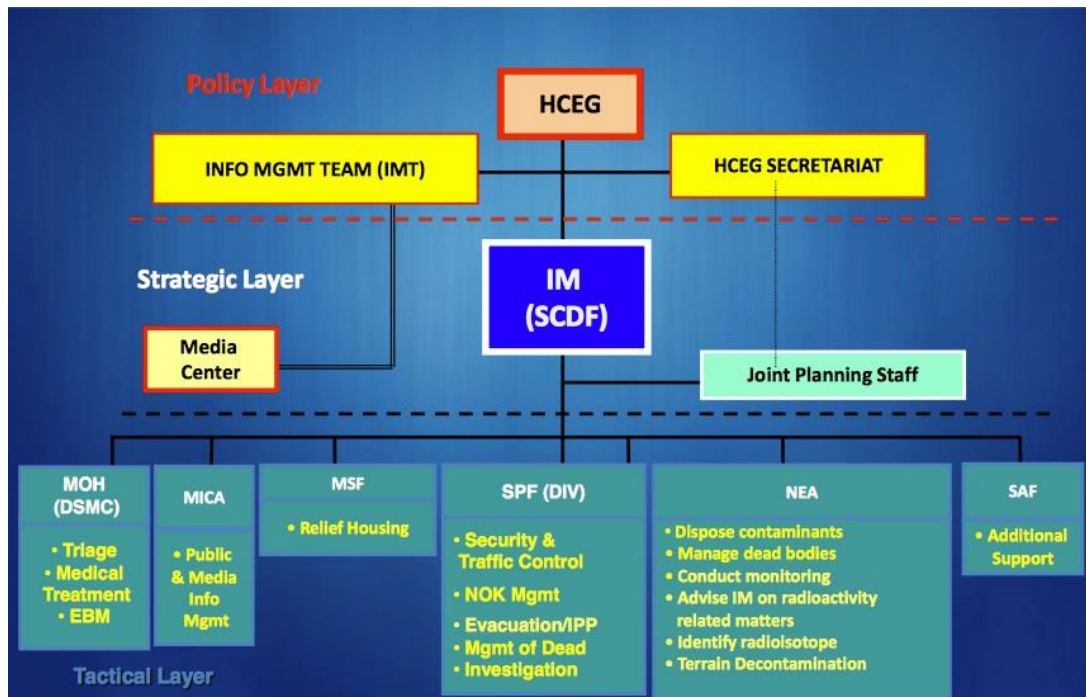 Policy Layer
HCEG
INFO MGMT TEAM (IMT)
HCEG SECRETARIAT
Strategic Layer
IM
(SCDF)
Media
Center
Joint Planning Staff
MOH
(DSMC)
• Triage
• Medical
Treatment
• EBM
MICA
• Public
& Media
Info
Mgmt
MSF
• Relief Housing
SPF (DIV)
• Security &
Traffic Control
• NOK Mgmt
• Evacuation/IPP
• Mgmt of Dead
• Investigation
NEA
• Dispose contaminants
• Manage dead bodies
• Conduct monitoring
• Advise IM on radioactivity
related matters
• Identify radioisotope
• Terrain Decontamination
SAF
• Additional
Support
Tactical Layer